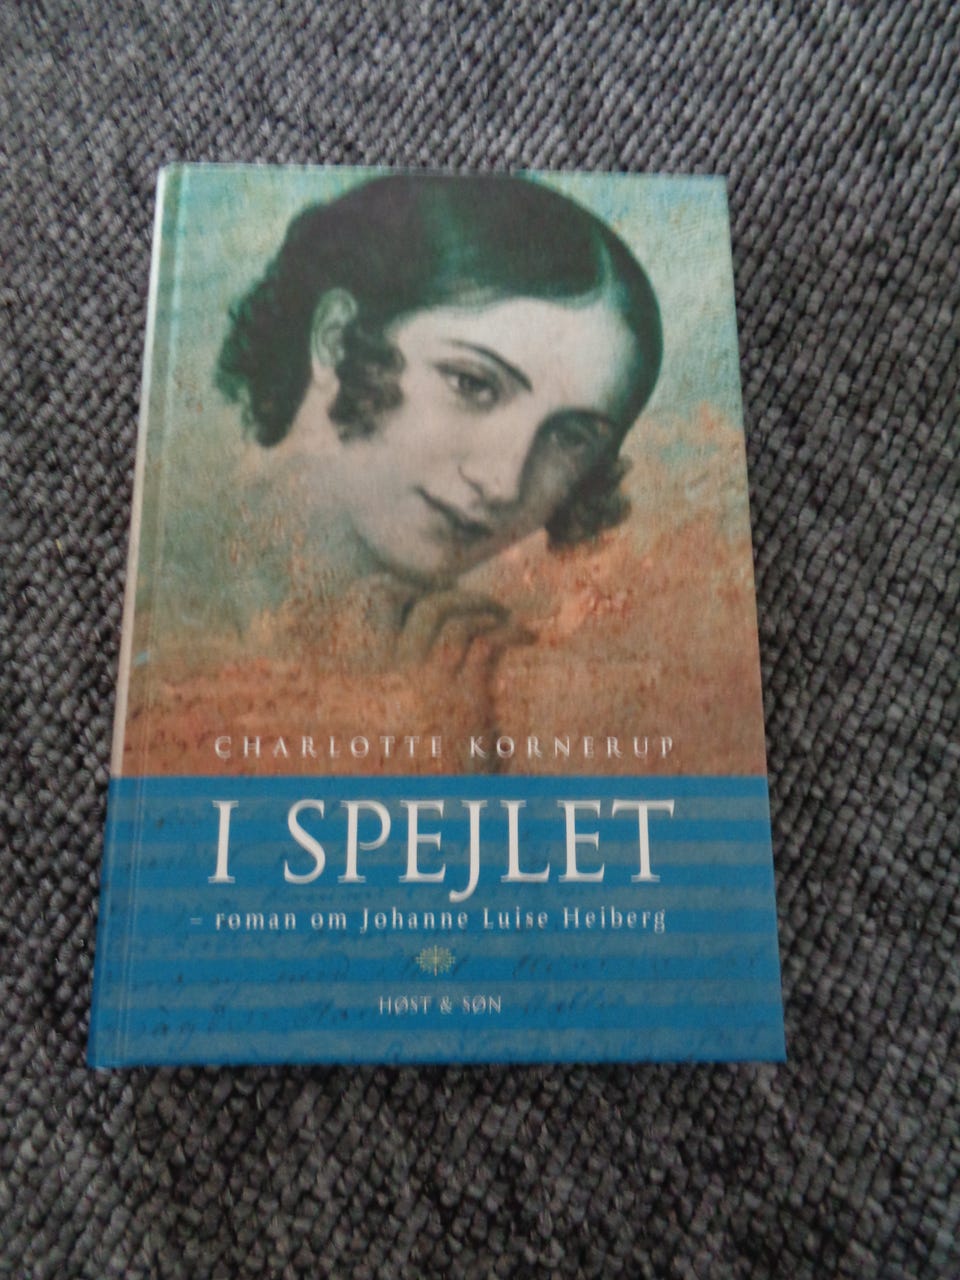 CHARLOTTE KORNERUP
I SPEJLET
– roman om Johanne Luise Heiberg
HØST & SØN